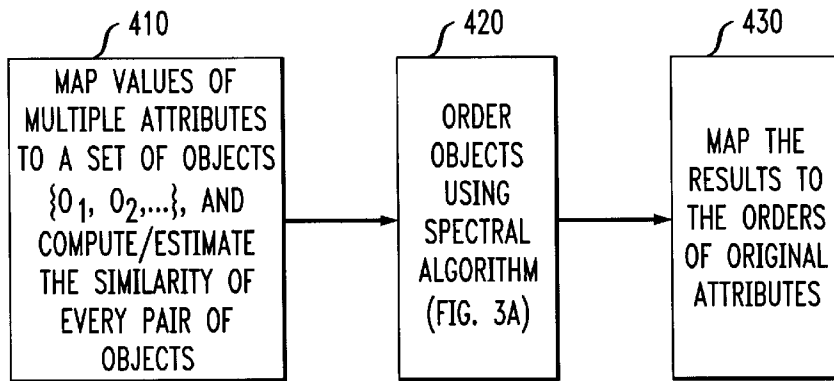 410
MAP VALUES OF
MULTIPLE ATTRIBUTES
TO A SET OF OBJECTS
{O1, O2,...}, AND
COMPUTE/ESTIMATE
THE SIMILARITY OF
EVERY PAIR OF
OBJECTS
420
ORDER
OBJECTS
USING
SPECTRAL
ALGORITHM
(FIG. 3A)
430
MAP THE
RESULTS TO
THE ORDERS
OF ORIGINAL
ATTRIBUTES